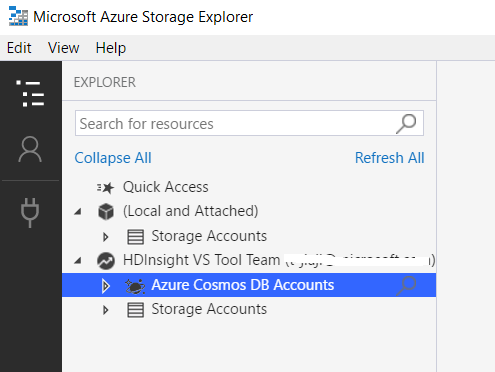 Microsoft Azure Storage Explorer
Edit View Help
EXPLORER
Search for resources
Collapse All Refresh All
Quick Access
(Local and Attached)
Storage Accounts
HDInsight VS Tool Team
Azure Cosmos DB Accounts
Storage Accounts